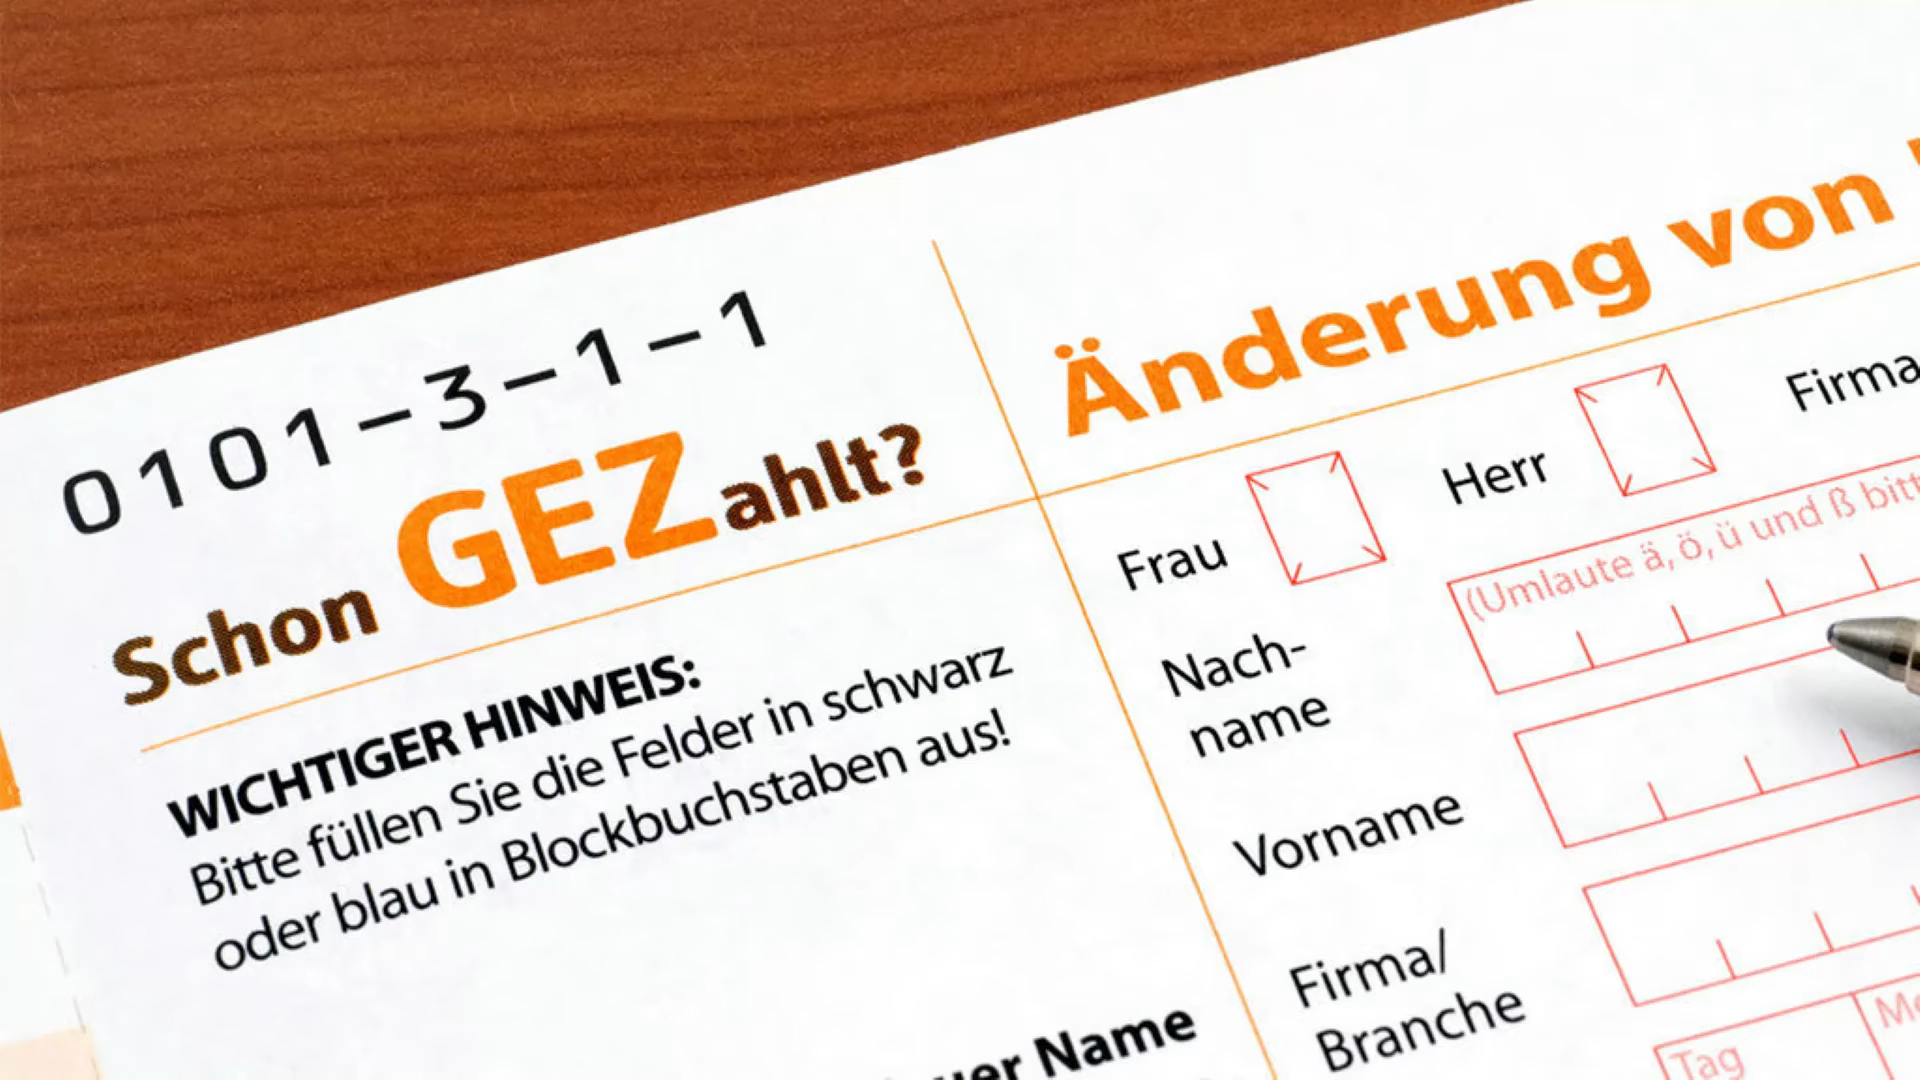 0101-3-1-1
Schon GEZahlt?
WICHTIGER HINWEIS:
Bitte füllen Sie die Felder in schwarz
oder blau in Blockbuchstaben aus!
Name
Änderung von
Frau
Herr
Firma
(Umlaute ä, ö, ü und ß
Nach-
name
Vorname
Firma/
Branche
Tag